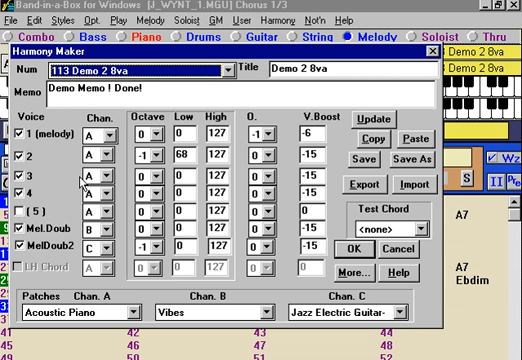 Band-in-a-Box for Windows [J_WYNT_1.MGU] Chorus 1/3
File Edit Styles Opt. Play Melody Soloist GM User Harmony Not'n Window Help
Combo Bass Piano Drums Guitar String Melody Soloist Thru
Harmony Maker
Num 113 Demo 2 8va Title Demo 2 8va
Memo Demo Memo ! Done!
Voice Chan. Octave Low High O. V.Boost
1 (melody) A 0 0 127 -1 -6
2 A -1 68 127 0 -15
3 A 0 0 127 0 -15
4 A 0 0 127 0 -15
( 5 ) A 0 0 127 0 0
Mel.Doub B 0 0 127 0 -15
MelDoub2 C -1 0 127 0 -15
LH Chord A 0 0 127 0 0
Update
Copy Paste
Save Save As
Export Import
Test Chord
<none>
OK Cancel
More... Help
Patches Chan. A Chan. B Chan. C
Acoustic Piano Vibes Jazz Electric Guitar-
Demo 2 8va
Demo 2 8va
Wz
S
A7
A7
Ebdim
41 42 43 44
49 50 51 52